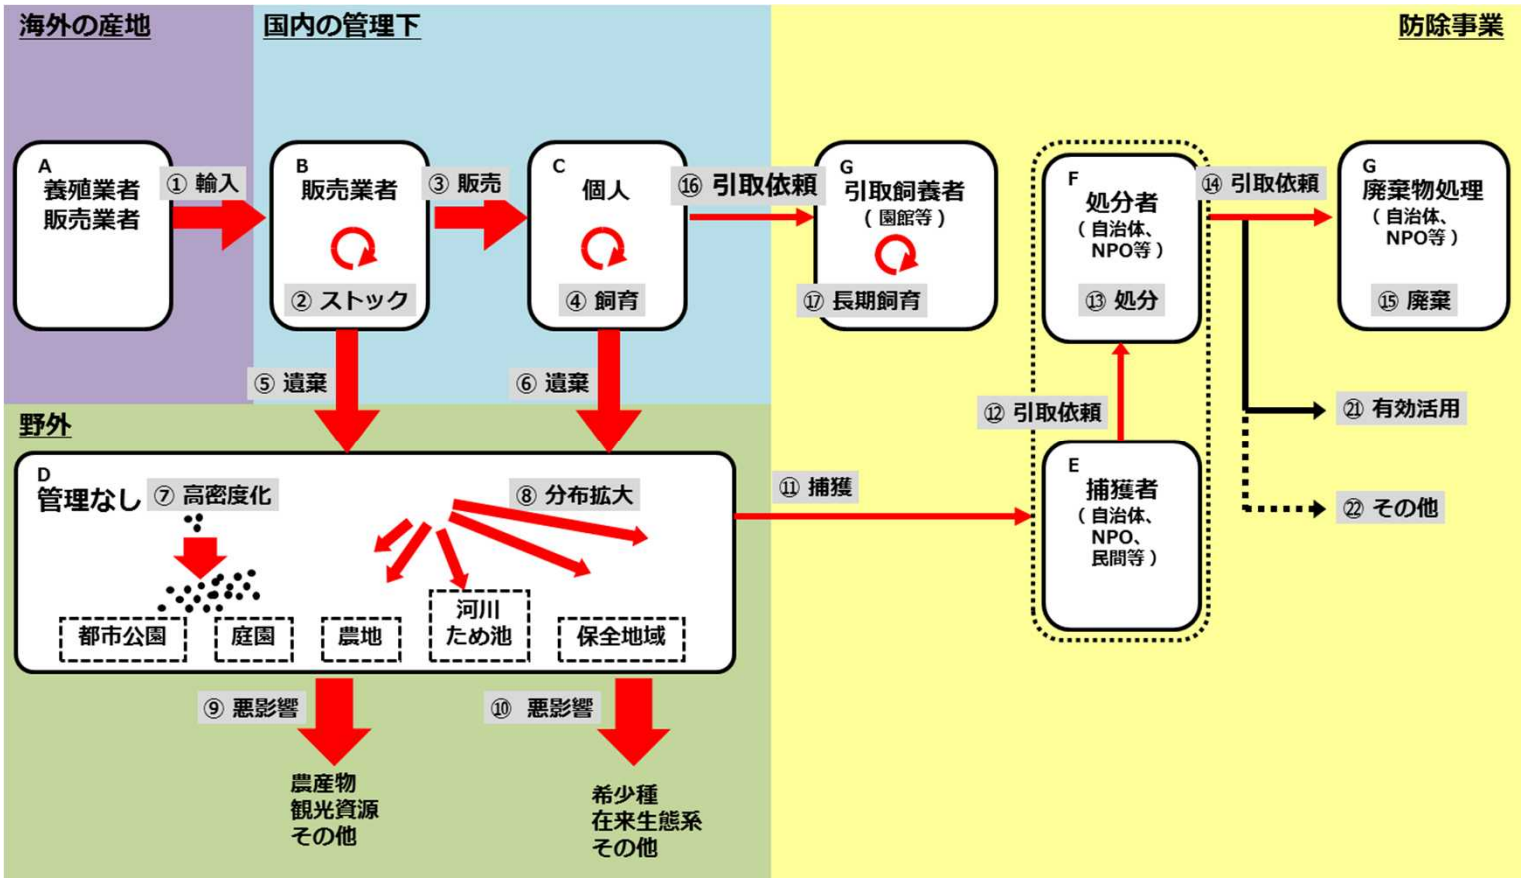 海外の産地
国内の管理下
防除事業
A
養殖業者
販売業者
① 輸入
B
販売業者
② ストック
③ 販売
C
個人
④ 飼育
⑯ 引取依頼
G
引取飼養者
（園館等）
⑰ 長期飼育
F
処分者
（自治体、
NPO等）
⑬ 処分
⑭ 引取依頼
G
廃棄物処理
（自治体、
NPO等）
⑮ 廃棄
⑤ 遺棄
⑥ 遺棄
⑫ 引取依頼
㉑ 有効活用
㉒ その他
野外
D
管理なし
⑦ 高密度化
⑧ 分布拡大
都市公園
庭園
農地
河川
ため池
保全地域
⑪ 捕獲
E
捕獲者
（自治体、
NPO、
民間等）
⑨ 悪影響
⑩ 悪影響
農産物
観光資源
その他
希少種
在来生態系
その他